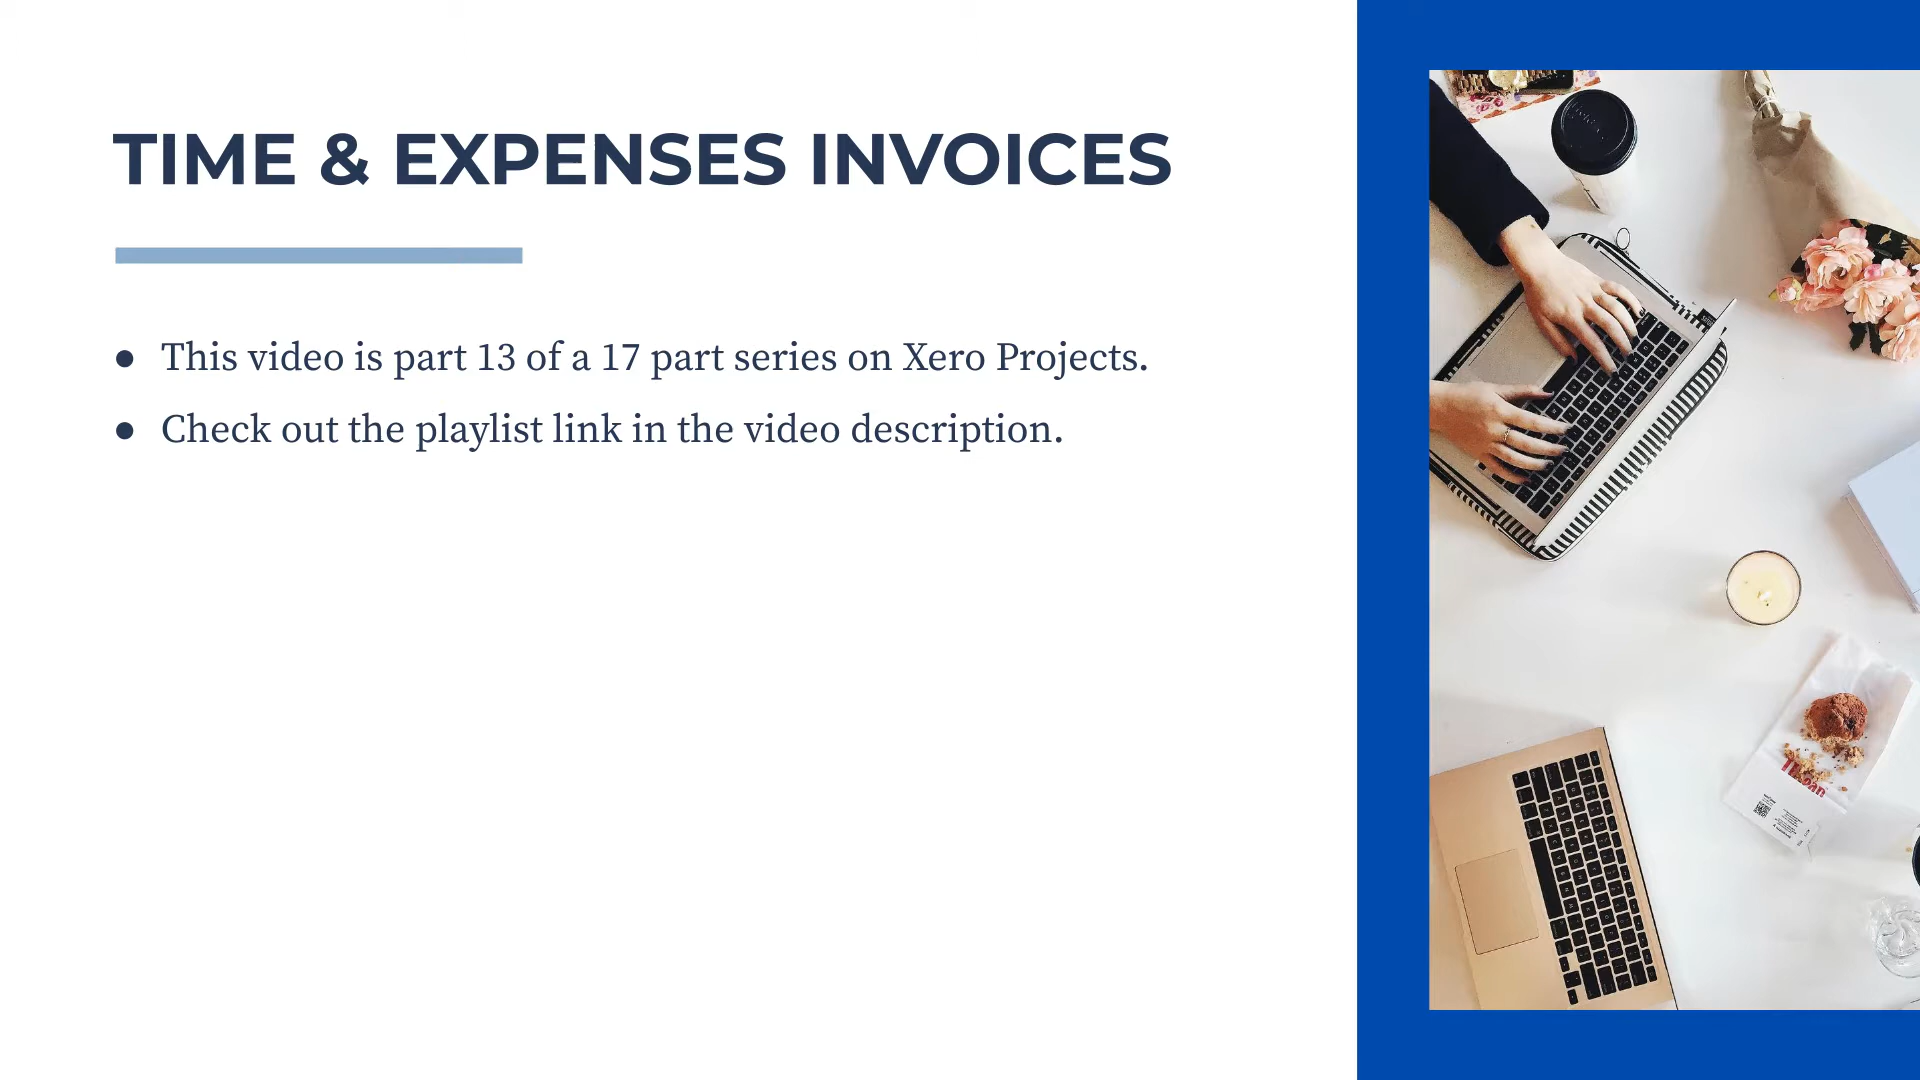 TIME & EXPENSES INVOICES
● This video is part 13 of a 17 part series on Xero Projects.
● Check out the playlist link in the video description.